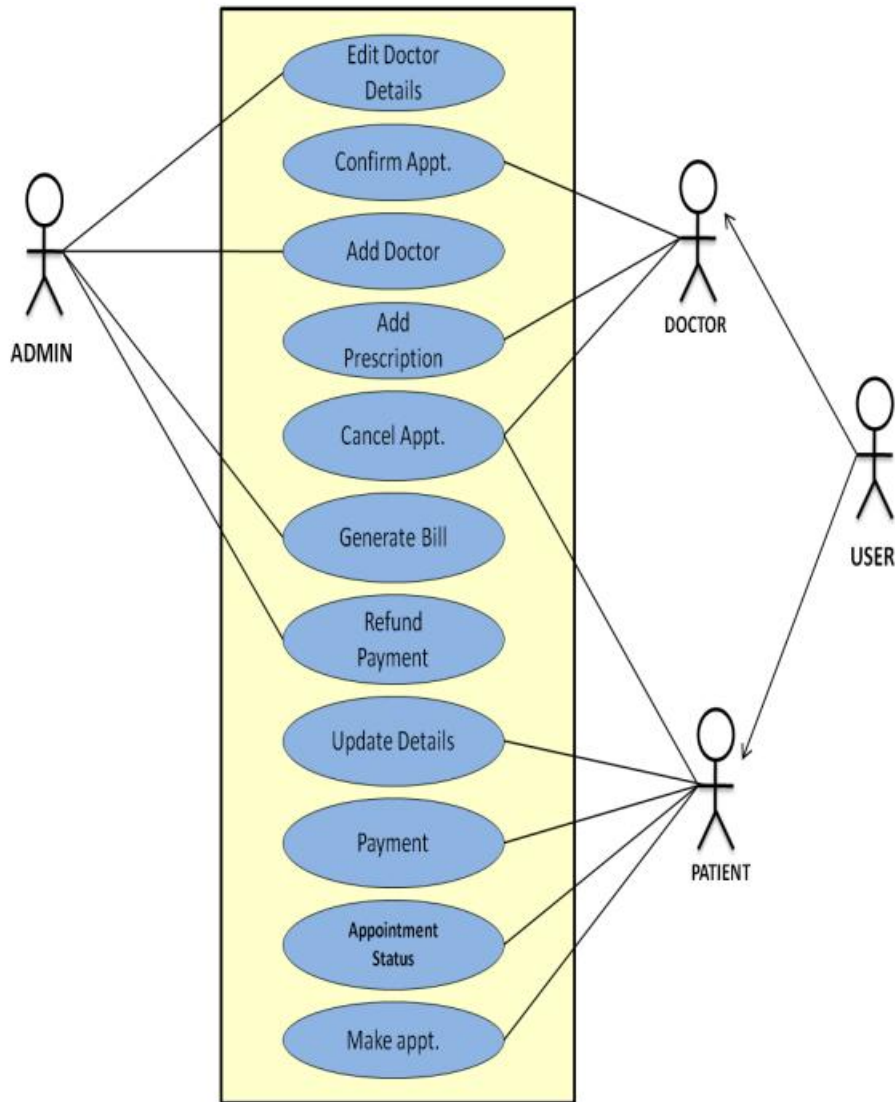 Edit Doctor
Details
Confirm Appt.
Add Doctor
Add
Prescription
Cancel Appt.
Generate Bill
Refund
Payment
Update Details
Payment
Appointment
Status
Make appt.
ADMIN
DOCTOR
USER
PATIENT